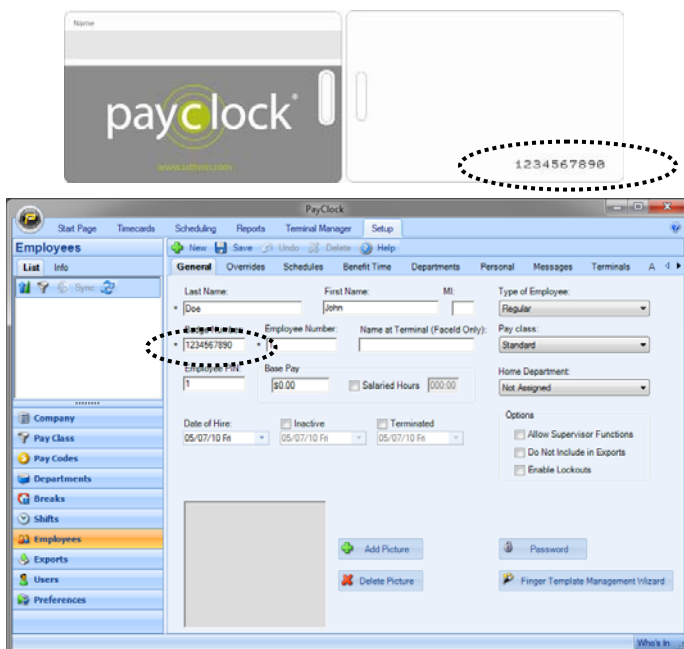 Name
payclock®
www.lathem.com
1234567890
PayClock
Start Page Timecards Scheduling Reports Terminal Manager Setup
Employees New Save Undo Delete Help
List Info General Overrides Schedules Benefit Time Departments Personal Messages Terminals A
Sync
Last Name: First Name: MI: Type of Employee:
* Doe John Regular
Badge Number: Employee Number: Name at Terminal (FaceId Only): Pay class:
* 1234567890 * Standard
Employee PIN: Base Pay Home Department:
1 $0.00 Salaried Hours 000:00 Not Assigned
Company
Pay Class
Pay Codes
Departments
Breaks
Shifts
Employees
Exports
Users
Preferences
Date of Hire: Inactive Terminated
05/07/10 Fri 05/07/10 Fri 05/07/10 Fri
Options
Allow Supervisor Functions
Do Not Include in Exports
Enable Lockouts
Add Picture Password
Delete Picture Finger Template Management Wizard
Who's In